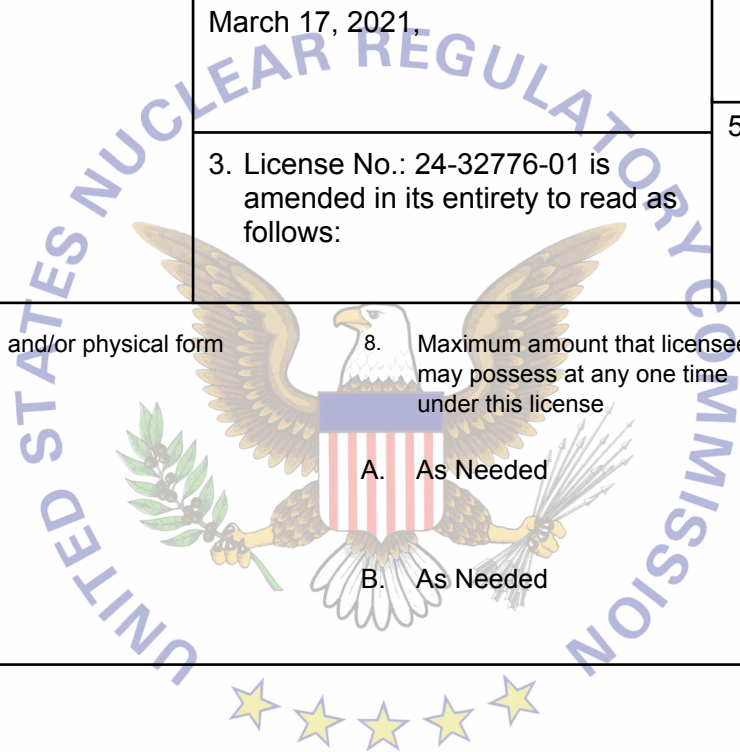 March 17, 2021,
5
3. License No.: 24-32776-01 is
amended in its entirety to read as
follows:
and/or physical form
8. Maximum amount that licensee
may possess at any one time
under this license
A. As Needed
B. As Needed
UNITED STATES NUCLEAR REGULATORY COMMISSION